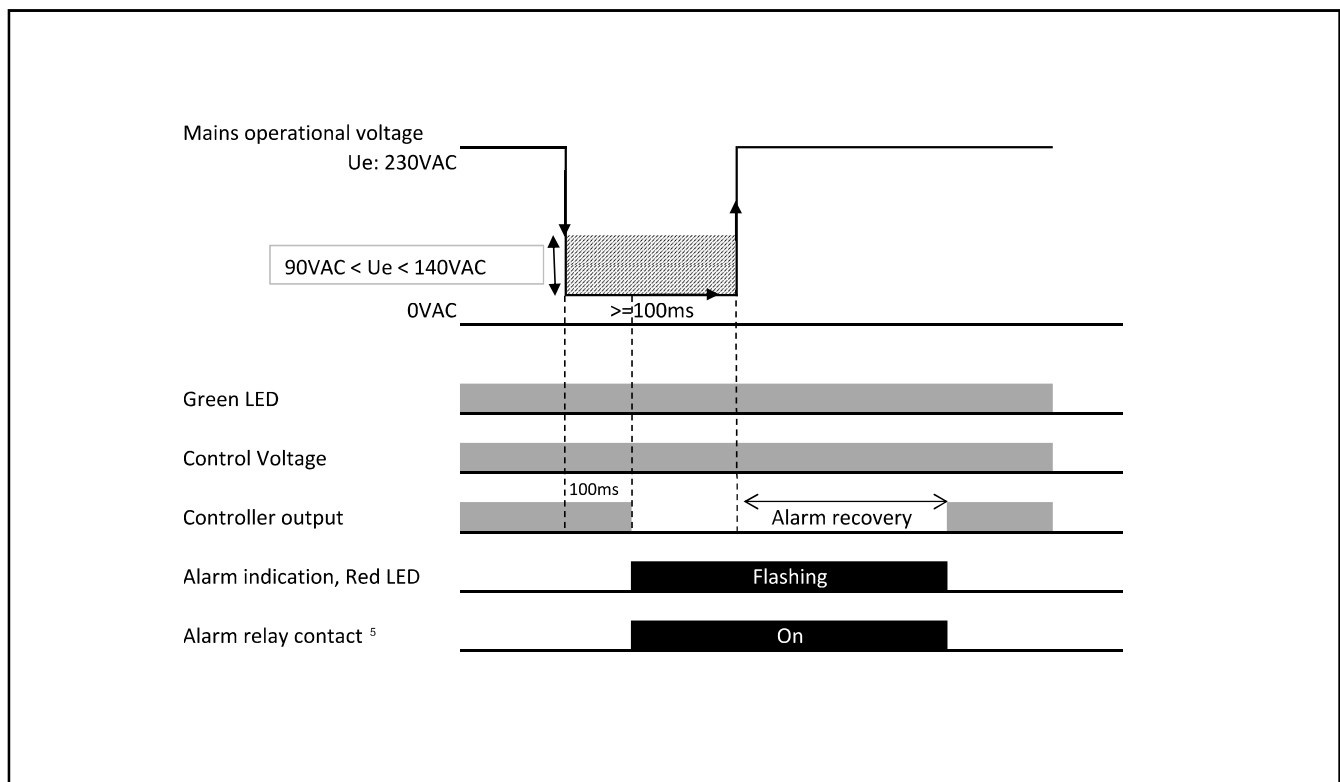 Mains operational voltage
Ue: 230VAC
90VAC < Ue < 140VAC
0VAC
>=100ms
Green LED
Control Voltage
100ms
Controller output
Alarm recovery
Alarm indication, Red LED
Flashing
Alarm relay contact 5
On